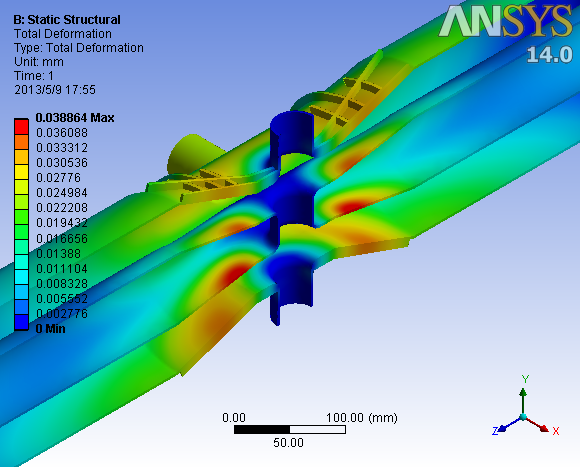 B: Static Structural
Total Deformation
Type: Total Deformation
Unit: mm
Time: 1
2013/5/9 17:55
ANSYS
14.0
0.038864 Max
0.036088
0.033312
0.030536
0.02776
0.024984
0.022208
0.019432
0.016656
0.01388
0.011104
0.008328
0.005552
0.002776
0 Min
0.00
100.00 (mm)
50.00
Y
Z
X